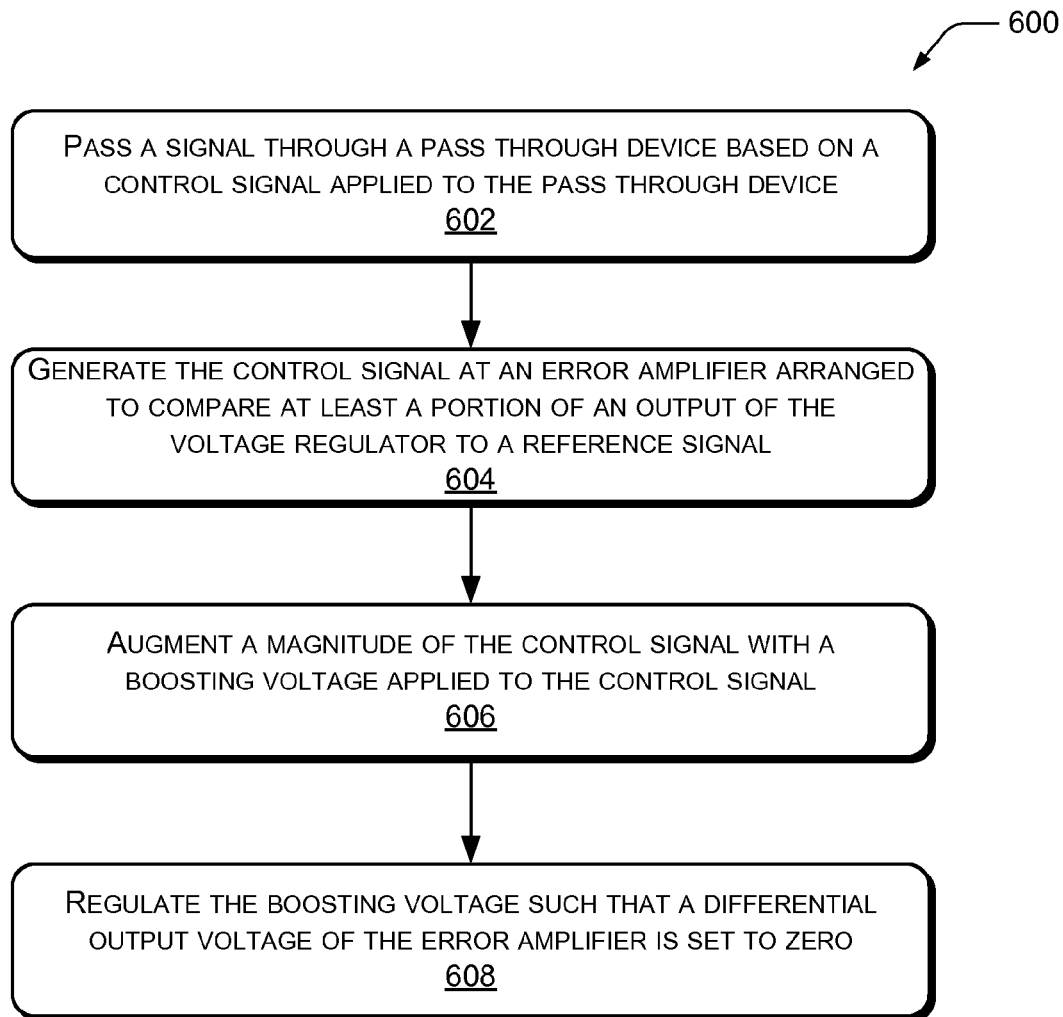 600
PASS A SIGNAL THROUGH A PASS THROUGH DEVICE BASED ON A
CONTROL SIGNAL APPLIED TO THE PASS THROUGH DEVICE
602
GENERATE THE CONTROL SIGNAL AT AN ERROR AMPLIFIER ARRANGED
TO COMPARE AT LEAST A PORTION OF AN OUTPUT OF THE
VOLTAGE REGULATOR TO A REFERENCE SIGNAL
604
AUGMENT A MAGNITUDE OF THE CONTROL SIGNAL WITH A
BOOSTING VOLTAGE APPLIED TO THE CONTROL SIGNAL
606
REGULATE THE BOOSTING VOLTAGE SUCH THAT A DIFFERENTIAL
OUTPUT VOLTAGE OF THE ERROR AMPLIFIER IS SET TO ZERO
608